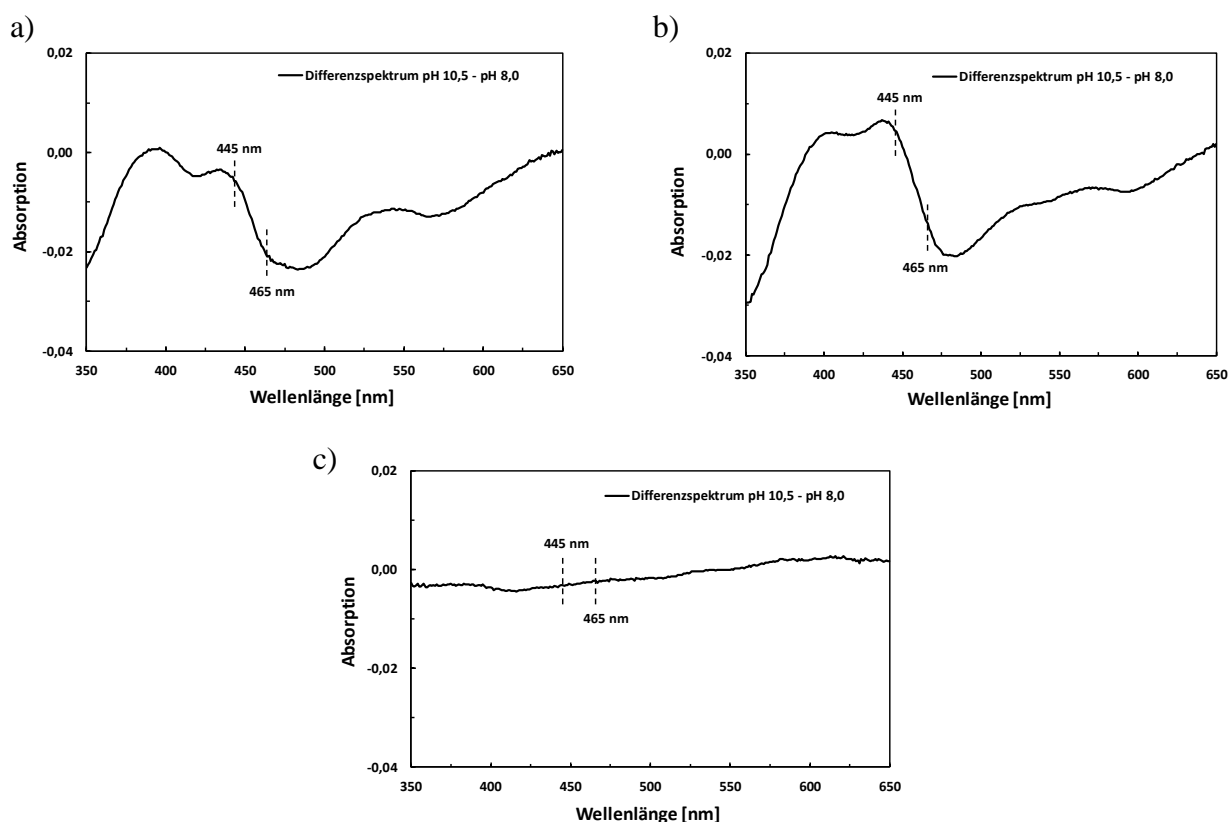 a)
0,02
0,00
-0,02
-0,04
Absorption
Differenzspektrum pH 10,5 - pH 8,0
445 nm
465 nm
350 400 450 500 550 600 650
Wellenlänge [nm]
b)
0,02
0,00
-0,02
-0,04
Absorption
Differenzspektrum pH 10,5 - pH 8,0
445 nm
465 nm
350 400 450 500 550 600 650
Wellenlänge [nm]
c)
0,02
0,00
-0,02
-0,04
Absorption
Differenzspektrum pH 10,5 - pH 8,0
445 nm
465 nm
350 400 450 500 550 600 650
Wellenlänge [nm]